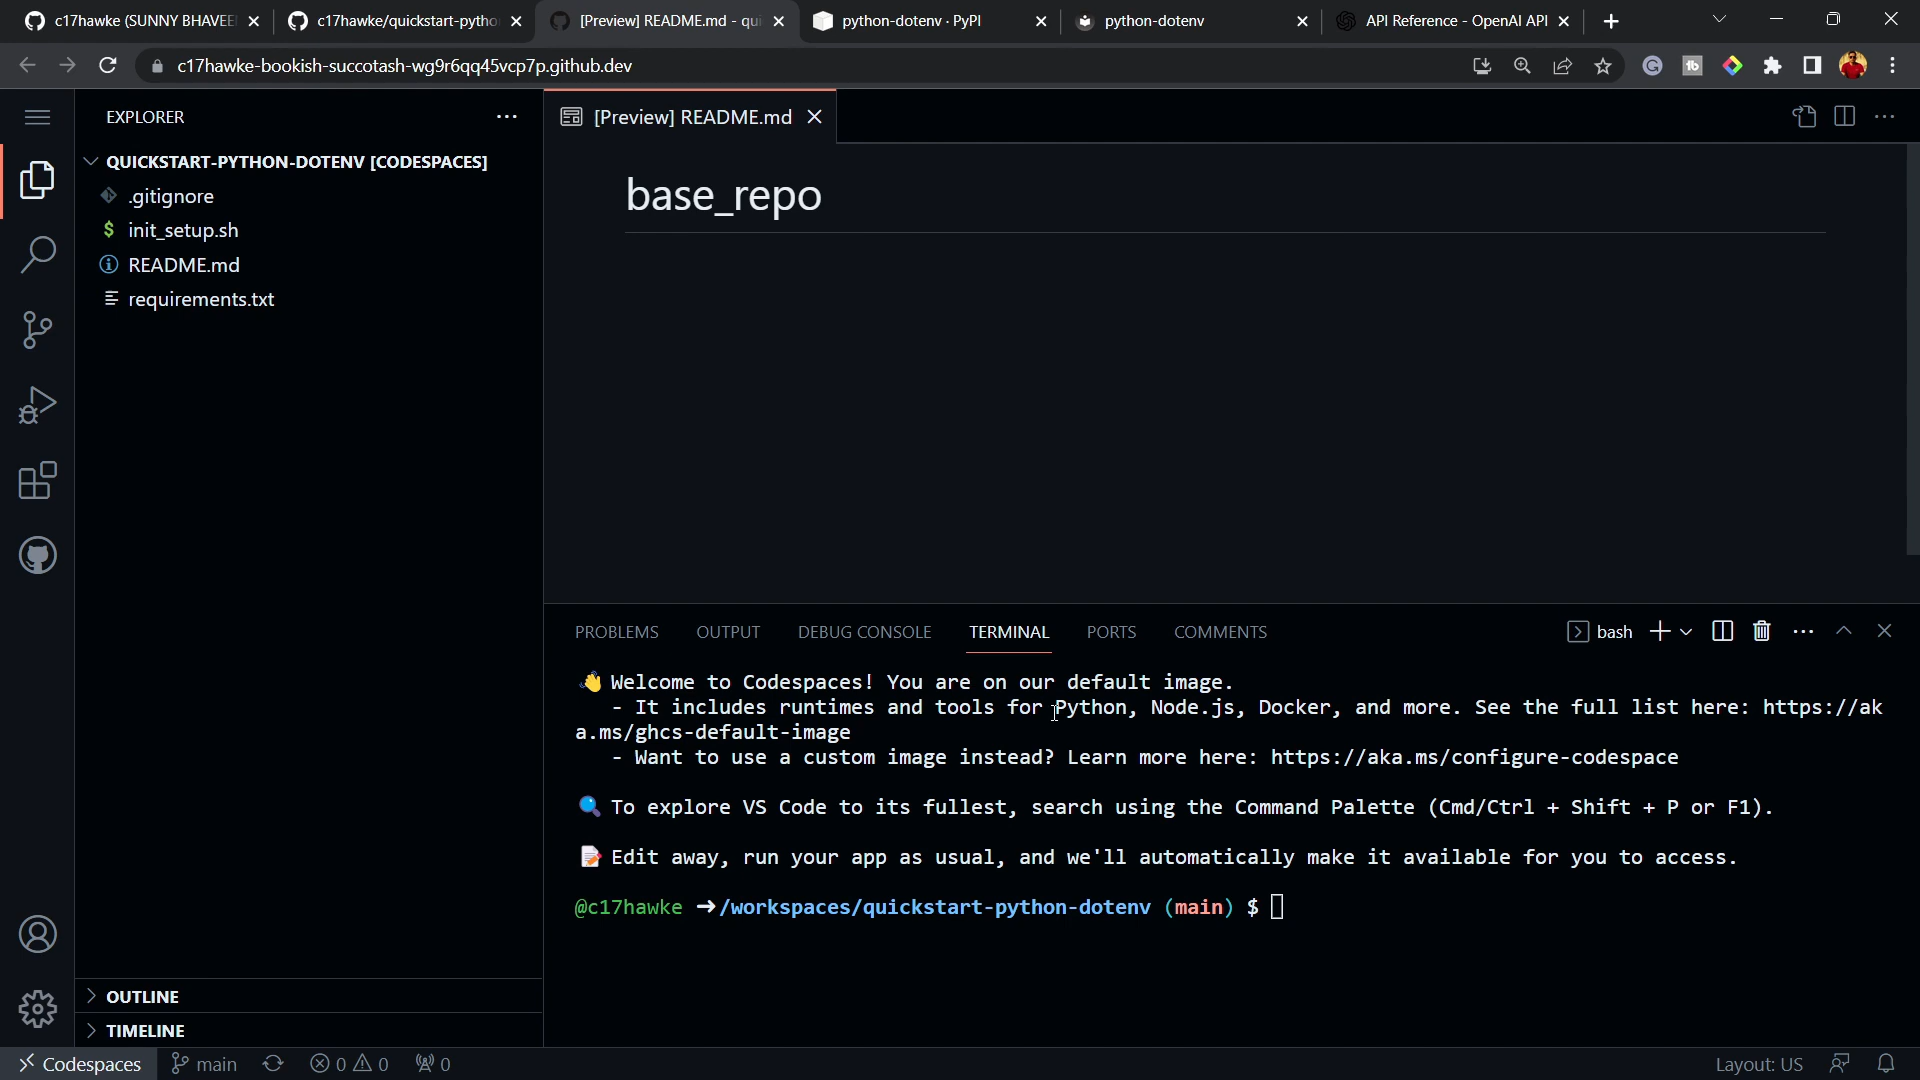 c17hawke (SUNNY BHAVEE
c17hawke/quickstart-pytho
[Preview] README.md - qui
python-dotenv · PyPI
python-dotenv
API Reference - OpenAI API
c17hawke-bookish-succotash-wg9r6qq45vcp7p.github.dev
EXPLORER
[Preview] README.md
QUICKSTART-PYTHON-DOTENV [CODESPACES]
.gitignore
$ init_setup.sh
README.md
requirements.txt
base_repo
PROBLEMS OUTPUT DEBUG CONSOLE TERMINAL PORTS COMMENTS
bash
👋 Welcome to Codespaces! You are on our default image.
- It includes runtimes and tools for Python, Node.js, Docker, and more. See the full list here: https://ak
a.ms/ghcs-default-image
- Want to use a custom image instead? Learn more here: https://aka.ms/configure-codespace
🔍 To explore VS Code to its fullest, search using the Command Palette (Cmd/Ctrl + Shift + P or F1).
📝 Edit away, run your app as usual, and we'll automatically make it available for you to access.
@c17hawke ➜ /workspaces/quickstart-python-dotenv (main) $
OUTLINE
TIMELINE
Codespaces main 0 0 0 Layout: US